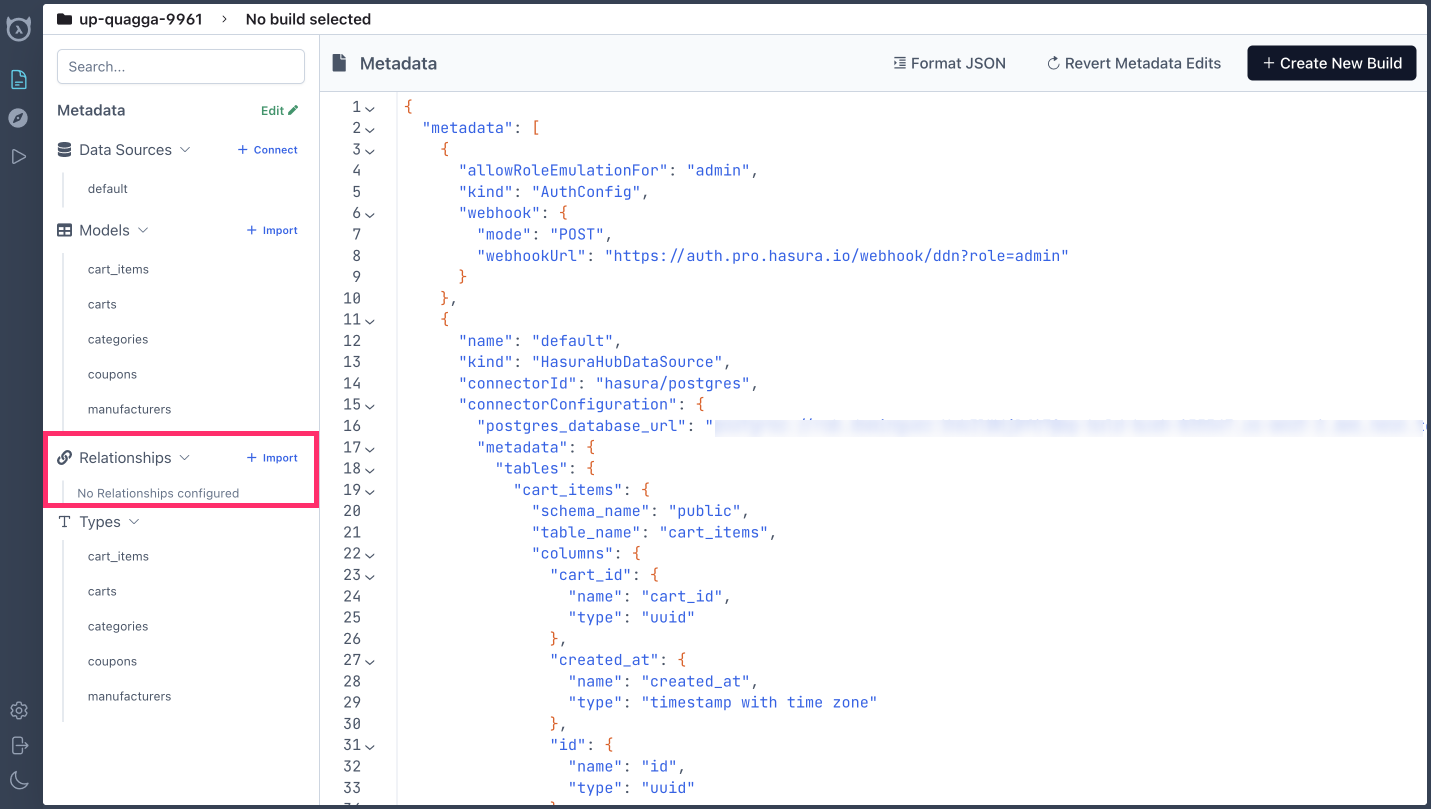 up-quagga-9961 › No build selected
Search...
Metadata
Edit
Data Sources
+ Connect
default
Models
+ Import
cart_items
carts
categories
coupons
manufacturers
Relationships
+ Import
No Relationships configured
Types
cart_items
carts
categories
coupons
manufacturers
Metadata
Format JSON
Revert Metadata Edits
+ Create New Build
1 {
2 "metadata": [
3 {
4 "allowRoleEmulationFor": "admin",
5 "kind": "AuthConfig",
6 "webhook": {
7 "mode": "POST",
8 "webhookUrl": "https://auth.pro.hasura.io/webhook/ddn?role=admin"
9 }
10 },
11 {
12 "name": "default",
13 "kind": "HasuraHubDataSource",
14 "connectorId": "hasura/postgres",
15 "connectorConfiguration": {
16 "postgres_database_url": "
17 "metadata": {
18 "tables": {
19 "cart_items": {
20 "schema_name": "public",
21 "table_name": "cart_items",
22 "columns": {
23 "cart_id": {
24 "name": "cart_id",
25 "type": "uuid"
26 },
27 "created_at": {
28 "name": "created_at",
29 "type": "timestamp with time zone"
30 },
31 "id": {
32 "name": "id",
33 "type": "uuid"